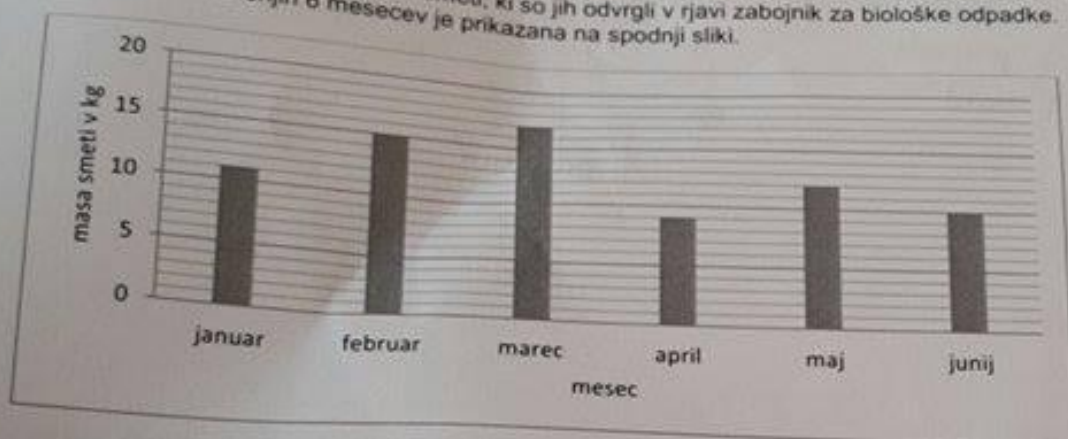 ki so jih odvrgli v rjavi zabojnik za biološke odpadke.
6 mesecev je prikazana na spodnji sliki.
20
15
10
5
0
masa smeti v kg
januar februar marec april maj junij
mesec